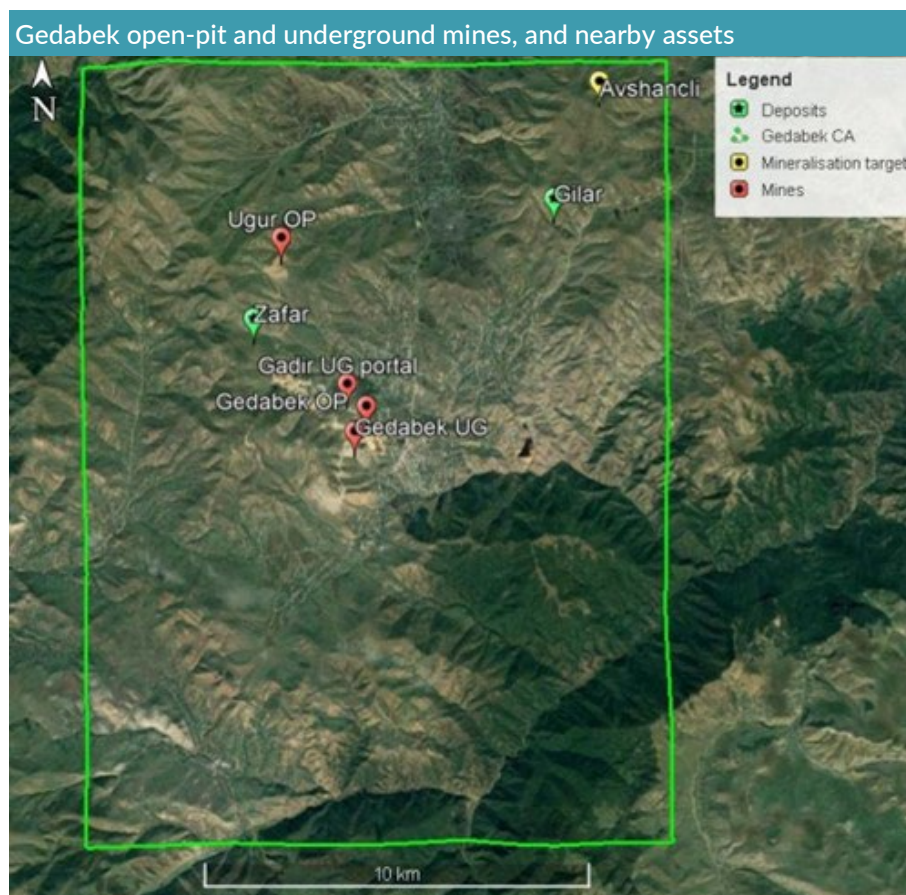 Gedabek open-pit and underground mines, and nearby assets
N
Avshancli
Legend
Deposits
Gedabek CA
Mineralisation target
Mines
Gilar
Ugur OP
Zafar
Gadir UG portal
Gedabek OP
Gedabek UG
10 km